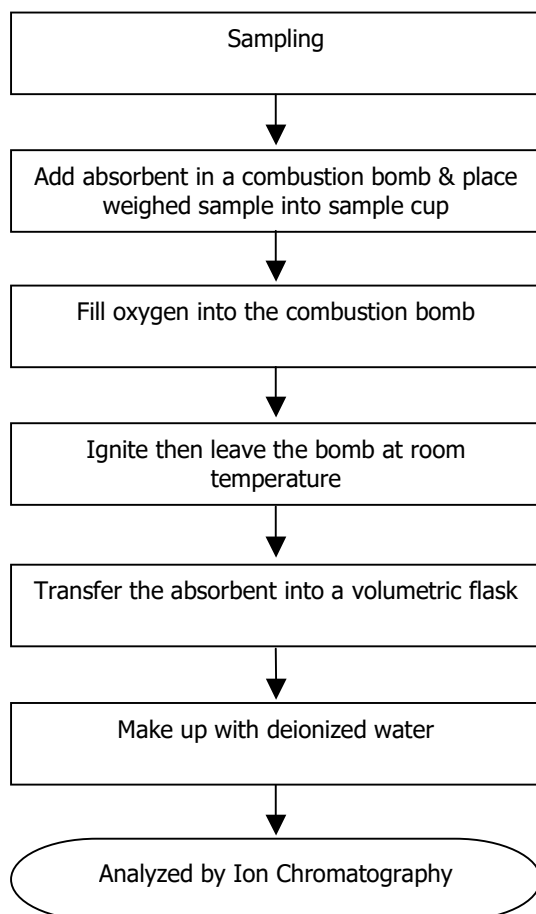 Sampling
Add absorbent in a combustion bomb & place
weighed sample into sample cup
Fill oxygen into the combustion bomb
Ignite then leave the bomb at room
temperature
Transfer the absorbent into a volumetric flask
Make up with deionized water
Analyzed by Ion Chromatography